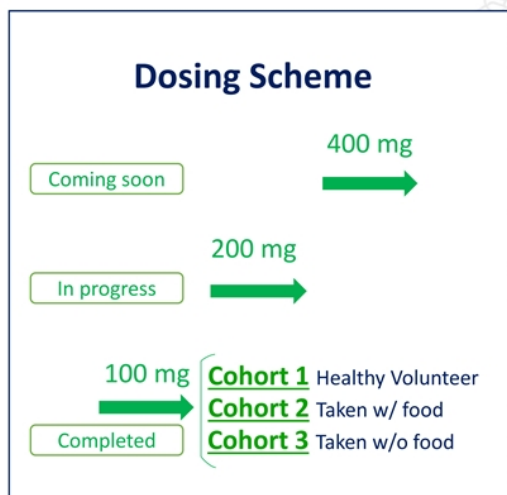 Dosing Scheme
400 mg
Coming soon
200 mg
In progress
100 mg
Cohort 1 Healthy Volunteer
Cohort 2 Taken w/ food
Cohort 3 Taken w/o food
Completed